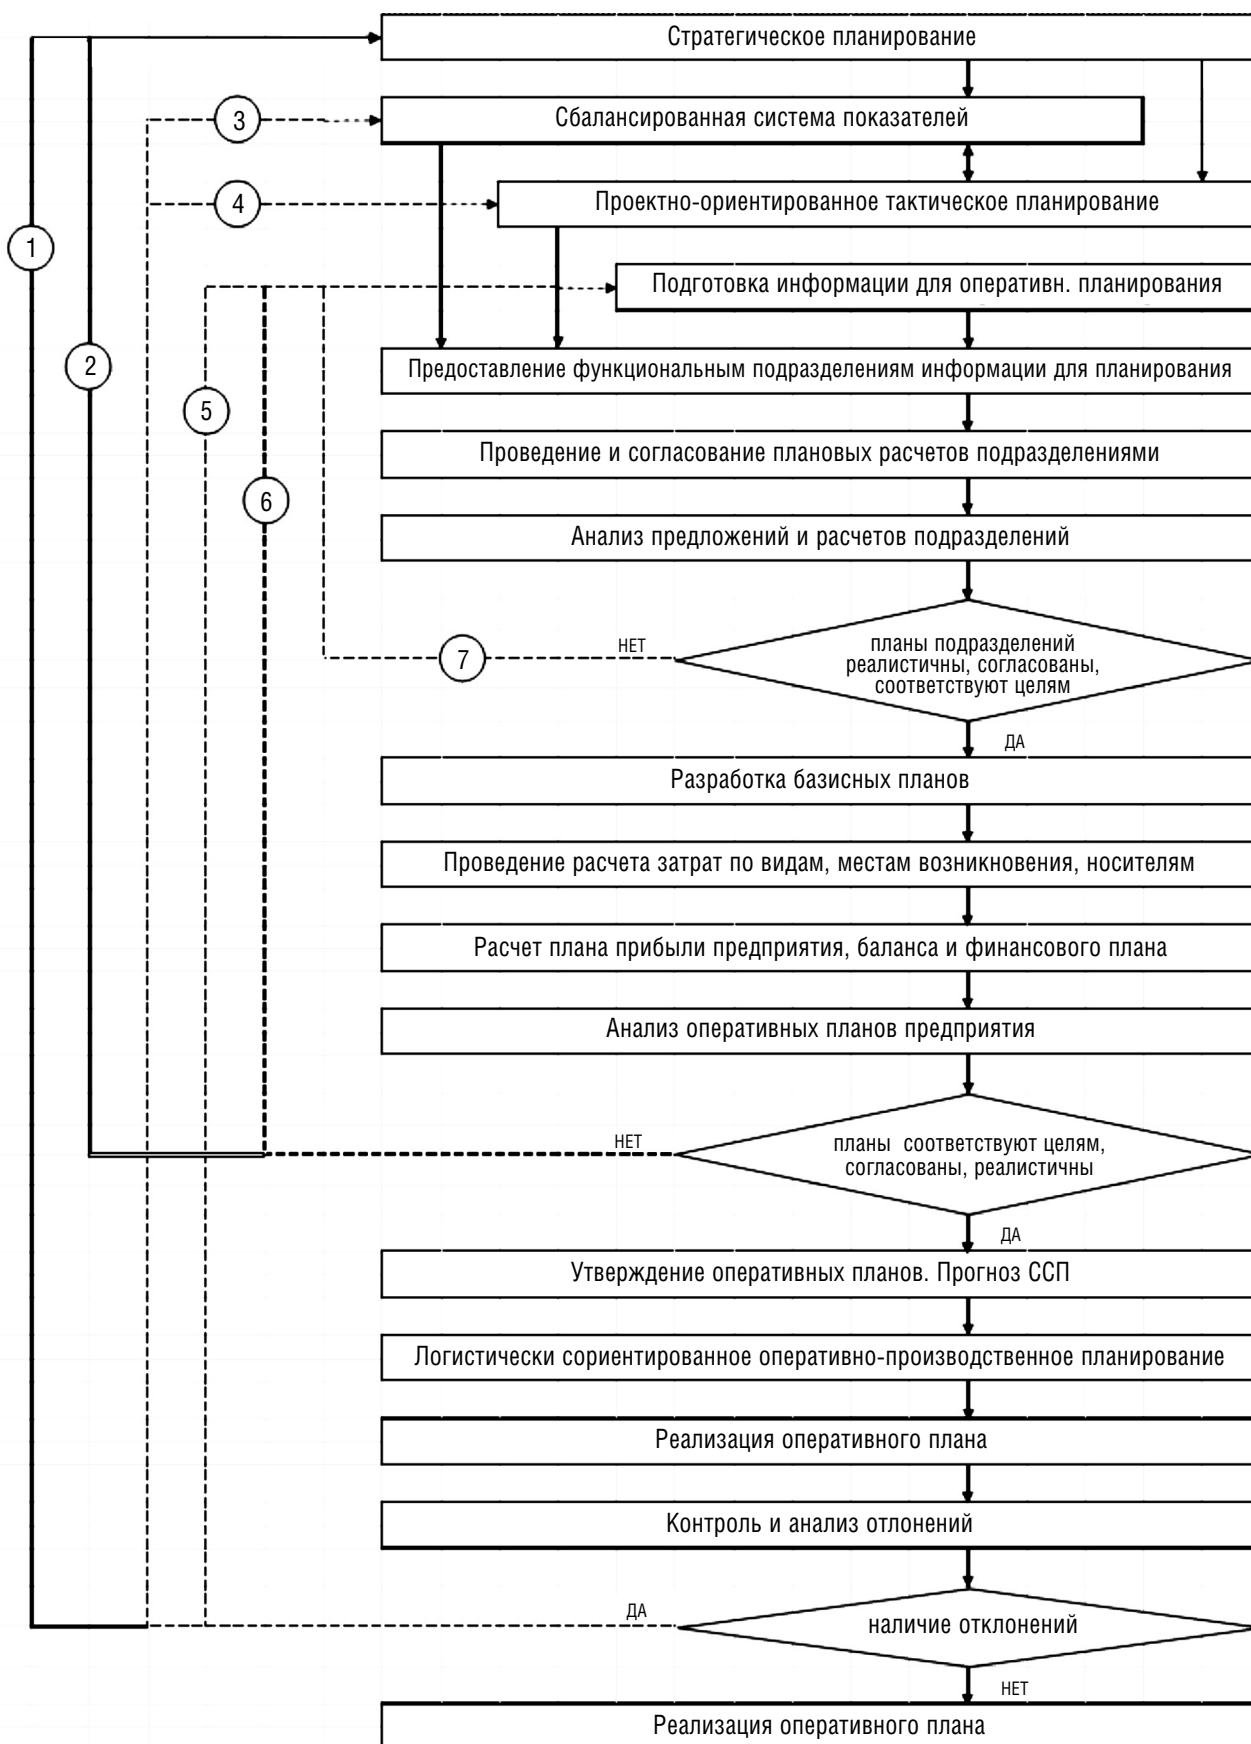 Стратегическое планирование
3
Сбалансированная система показателей
4
Проектно-ориентированное тактическое планирование
1
Подготовка информации для оперативн. планирования
2
Предоставление функциональным подразделениям информации для планирования
5
Проведение и согласование плановых расчетов подразделениями
6
Анализ предложений и расчетов подразделений
НЕТ
7
планы подразделений
реалистичны, согласованы,
соответствуют целям
ДА
Разработка базисных планов
Проведение расчета затрат по видам, местам возникновения, носителям
Расчет плана прибыли предприятия, баланса и финансового плана
Анализ оперативных планов предприятия
НЕТ
планы соответствуют целям,
согласованы, реалистичны
ДА
Утверждение оперативных планов. Прогноз ССП
Логистически сориентированное оперативно-производственное планирование
Реализация оперативного плана
Контроль и анализ отлонений
ДА
наличие отклонений
НЕТ
Реализация оперативного плана